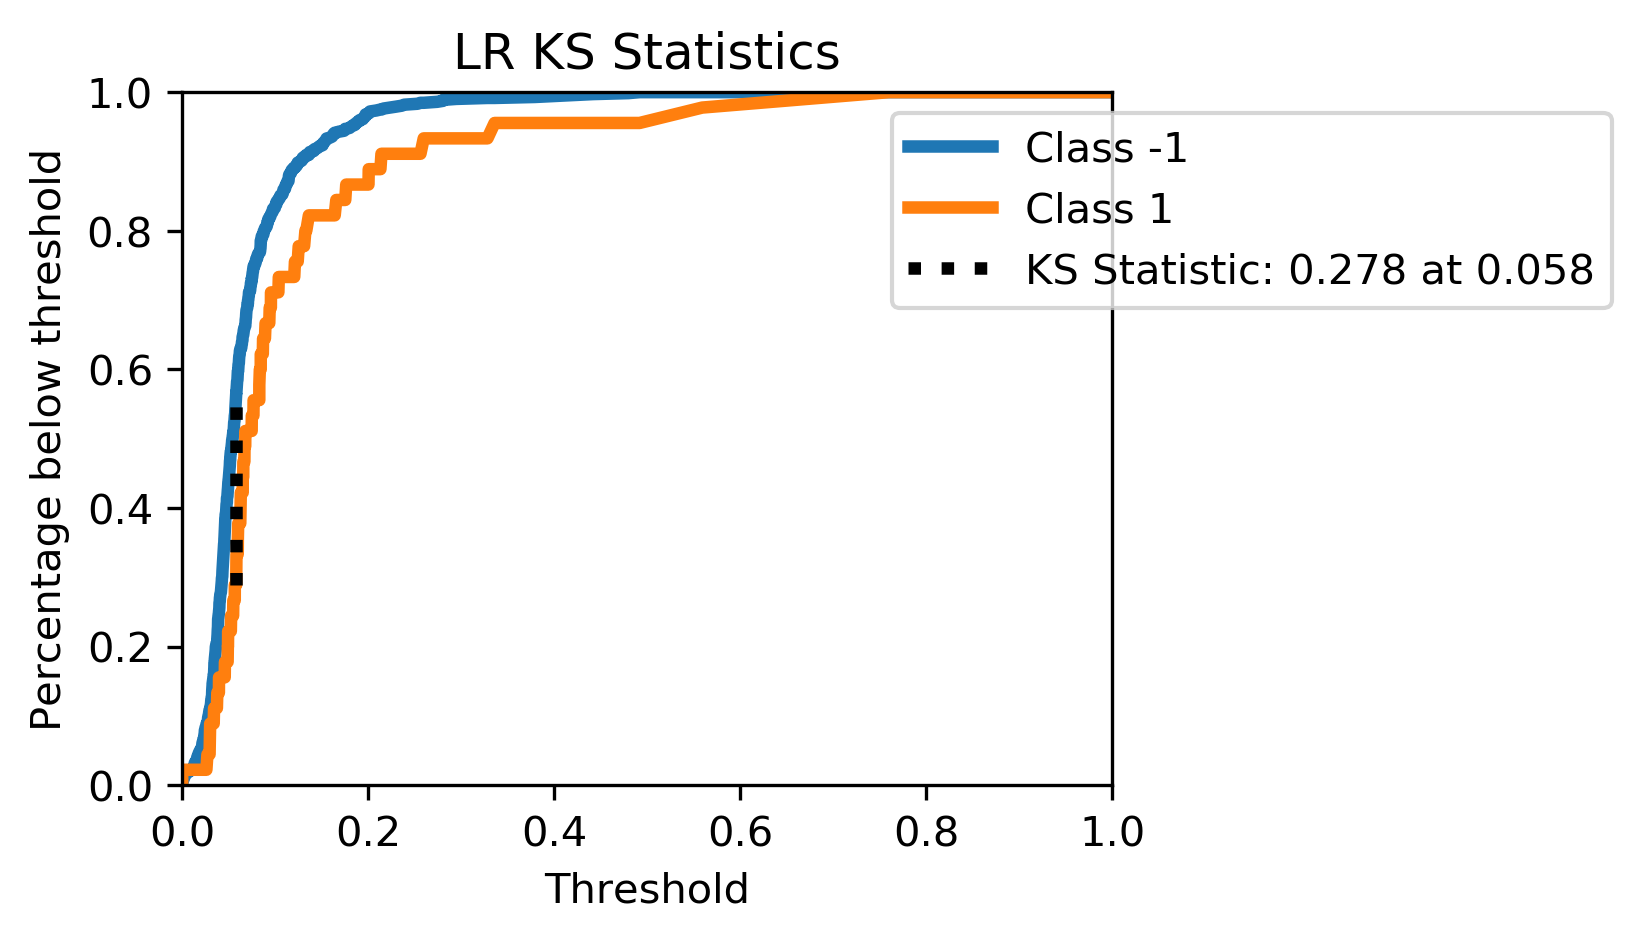 LR KS Statistics
Percentage below threshold
1.0
0.8
0.6
0.4
0.2
0.0
Class -1
Class 1
KS Statistic: 0.278 at 0.058
0.0 0.2 0.4 0.6 0.8 1.0
Threshold